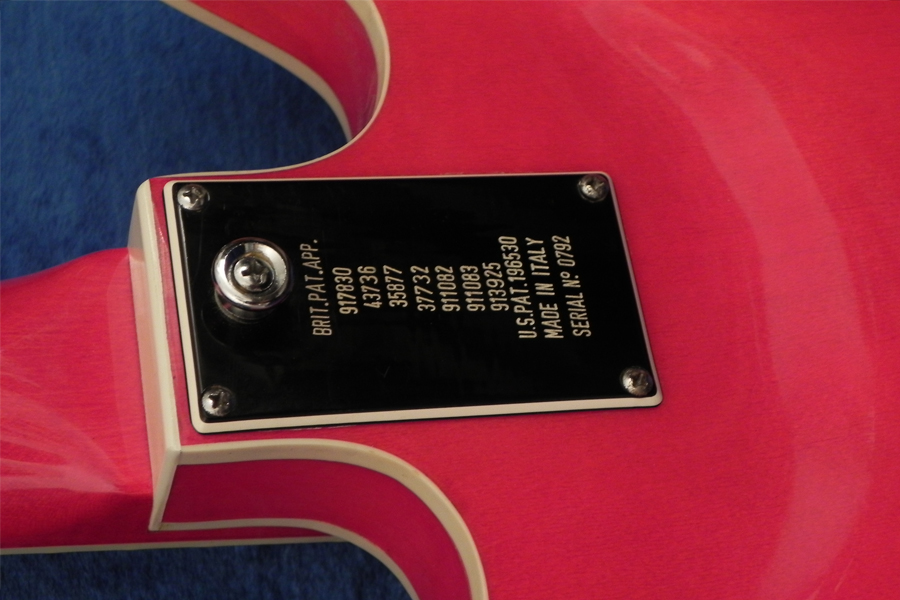 BRIT.PAT.APP.
917830
43736
35877
37732
911082
911083
913925
U.S.PAT.196530
MADE IN ITALY
SERIAL Nº 0792